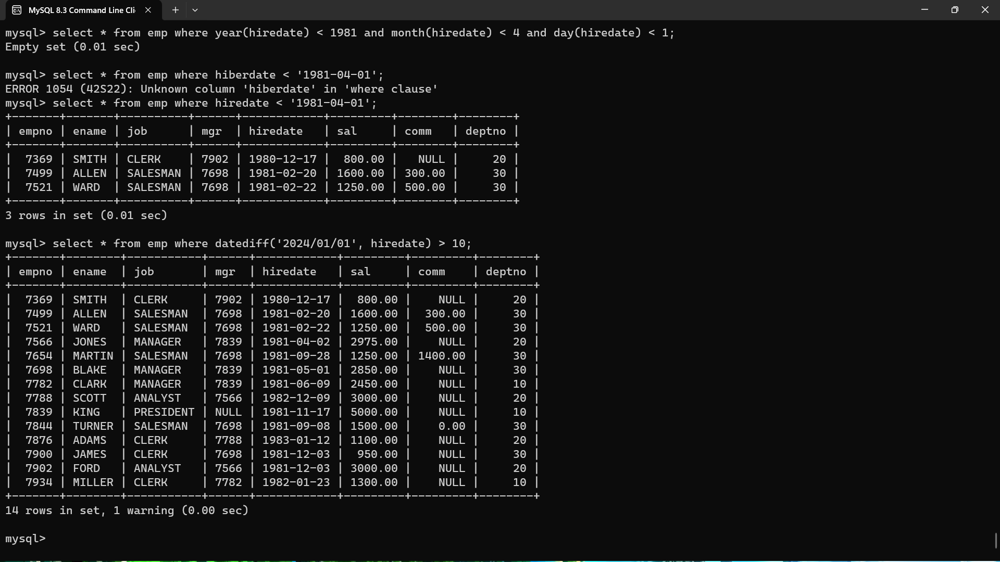 MySQL 8.3 Command Line Cli
mysql> select * from emp where year(hiredate) < 1981 and month(hiredate) < 4 and day(hiredate) < 1;
Empty set (0.01 sec)

mysql> select * from emp where hiberdate < '1981-04-01';
ERROR 1054 (42S22): Unknown column 'hiberdate' in 'where clause'
mysql> select * from emp where hiredate < '1981-04-01';
+-------+-------+----------+------+------------+---------+--------+--------+
| empno | ename | job      | mgr  | hiredate   | sal     | comm   | deptno |
+-------+-------+----------+------+------------+---------+--------+--------+
|  7369 | SMITH | CLERK    | 7902 | 1980-12-17 |  800.00 |   NULL |     20 |
|  7499 | ALLEN | SALESMAN | 7698 | 1981-02-20 | 1600.00 | 300.00 |     30 |
|  7521 | WARD  | SALESMAN | 7698 | 1981-02-22 | 1250.00 | 500.00 |     30 |
+-------+-------+----------+------+------------+---------+--------+--------+
3 rows in set (0.01 sec)

mysql> select * from emp where datediff('2024/01/01', hiredate) > 10;
+-------+--------+-----------+------+------------+---------+---------+--------+
| empno | ename  | job       | mgr  | hiredate   | sal     | comm    | deptno |
+-------+--------+-----------+------+------------+---------+---------+--------+
|  7369 | SMITH  | CLERK     | 7902 | 1980-12-17 |  800.00 |    NULL |     20 |
|  7499 | ALLEN  | SALESMAN  | 7698 | 1981-02-20 | 1600.00 |  300.00 |     30 |
|  7521 | WARD   | SALESMAN  | 7698 | 1981-02-22 | 1250.00 |  500.00 |     30 |
|  7566 | JONES  | MANAGER   | 7839 | 1981-04-02 | 2975.00 |    NULL |     20 |
|  7654 | MARTIN | SALESMAN  | 7698 | 1981-09-28 | 1250.00 | 1400.00 |     30 |
|  7698 | BLAKE  | MANAGER   | 7839 | 1981-05-01 | 2850.00 |    NULL |     30 |
|  7782 | CLARK  | MANAGER   | 7839 | 1981-06-09 | 2450.00 |    NULL |     10 |
|  7788 | SCOTT  | ANALYST   | 7566 | 1982-12-09 | 3000.00 |    NULL |     20 |
|  7839 | KING   | PRESIDENT | NULL | 1981-11-17 | 5000.00 |    NULL |     10 |
|  7844 | TURNER | SALESMAN  | 7698 | 1981-09-08 | 1500.00 |    0.00 |     30 |
|  7876 | ADAMS  | CLERK     | 7788 | 1983-01-12 | 1100.00 |    NULL |     20 |
|  7900 | JAMES  | CLERK     | 7698 | 1981-12-03 |  950.00 |    NULL |     30 |
|  7902 | FORD   | ANALYST   | 7566 | 1981-12-03 | 3000.00 |    NULL |     20 |
|  7934 | MILLER | CLERK     | 7782 | 1982-01-23 | 1300.00 |    NULL |     10 |
+-------+--------+-----------+------+------------+---------+---------+--------+
14 rows in set, 1 warning (0.00 sec)

mysql>